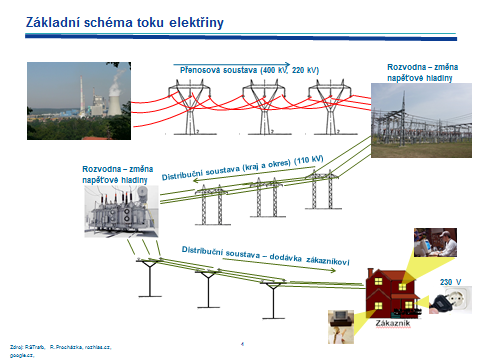 Základní schéma toku elektřiny
Přenosová soustava (400 kV, 220 kV)
Rozvodna – změna
napěťové hladiny
Rozvodna – změna
napěťové hladiny
Distribuční soustava (kraj a okres) (110 kV)
Distribuční soustava – dodávka zákazníkovi
230 V
Zákazník
Zdroj: R. Procházka, rozhlas.cz,
google.cz,
4